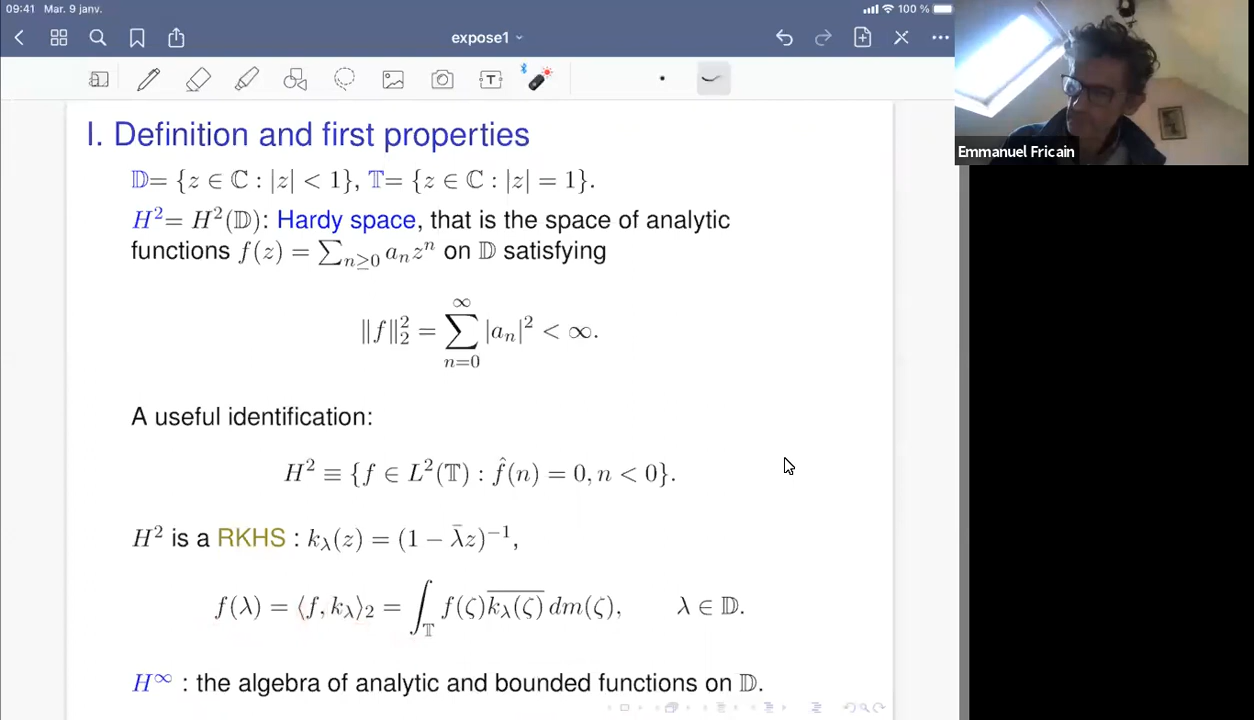 09:41 Mar. 9 janv.
100 %
expose1
T
Emmanuel Fricain
I. Definition and first properties
𝔻= {z ∈ ℂ : |z| < 1}, 𝕋= {z ∈ ℂ : |z| = 1}.
H²= H²(𝔻): Hardy space, that is the space of analytic
functions f(z) = ∑ₙ≥₀ aₙzⁿ on 𝔻 satisfying
‖f‖₂² = ∑_{n=0}^{∞} |aₙ|² < ∞.
A useful identification:
H² ≡ {f ∈ L²(𝕋) : f̂(n) = 0, n < 0}.
H² is a RKHS : k_λ(z) = (1 − λ̄z)⁻¹,
f(λ) = ⟨f, k_λ⟩₂ = ∫_𝕋 f(ζ)\overline{k_λ(ζ)} dm(ζ), λ ∈ 𝔻.
H^∞ : the algebra of analytic and bounded functions on 𝔻.